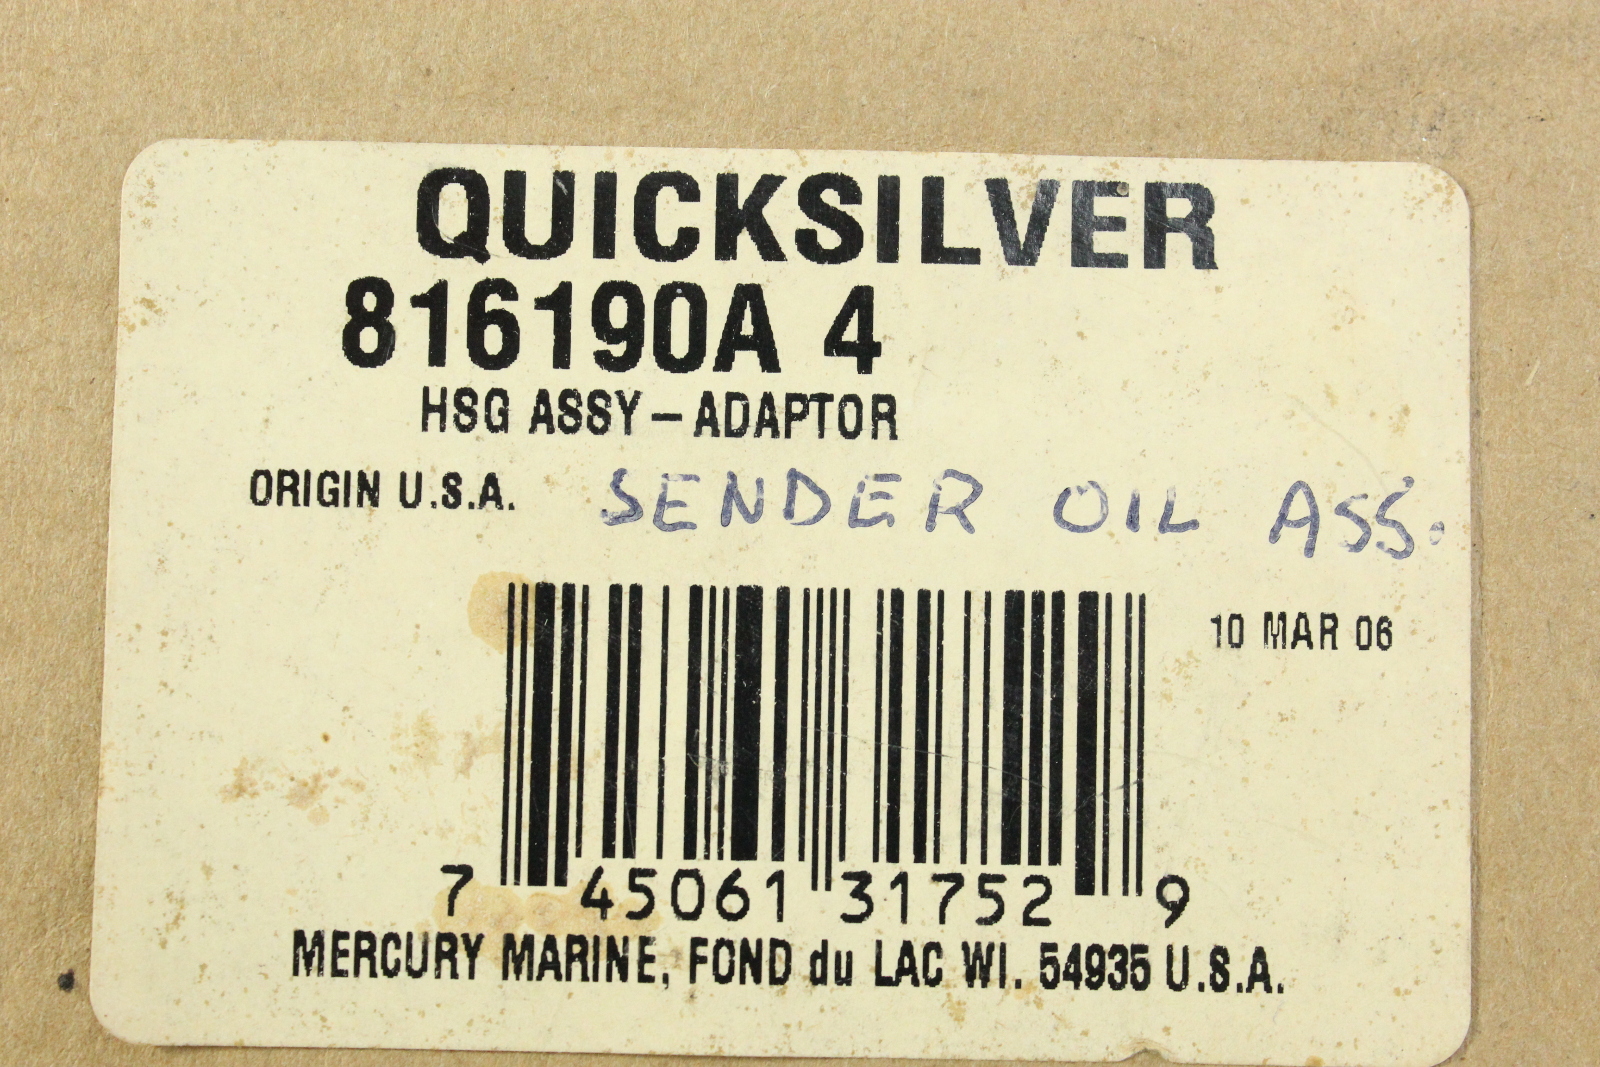 QUICKSILVER
816190A 4
HSG ASSY - ADAPTOR
ORIGIN U.S.A. SENDER OIL ASS.
10 MAR 06
7 45061 31752 9
MERCURY MARINE, FOND du LAC WI. 54935 U.S.A.